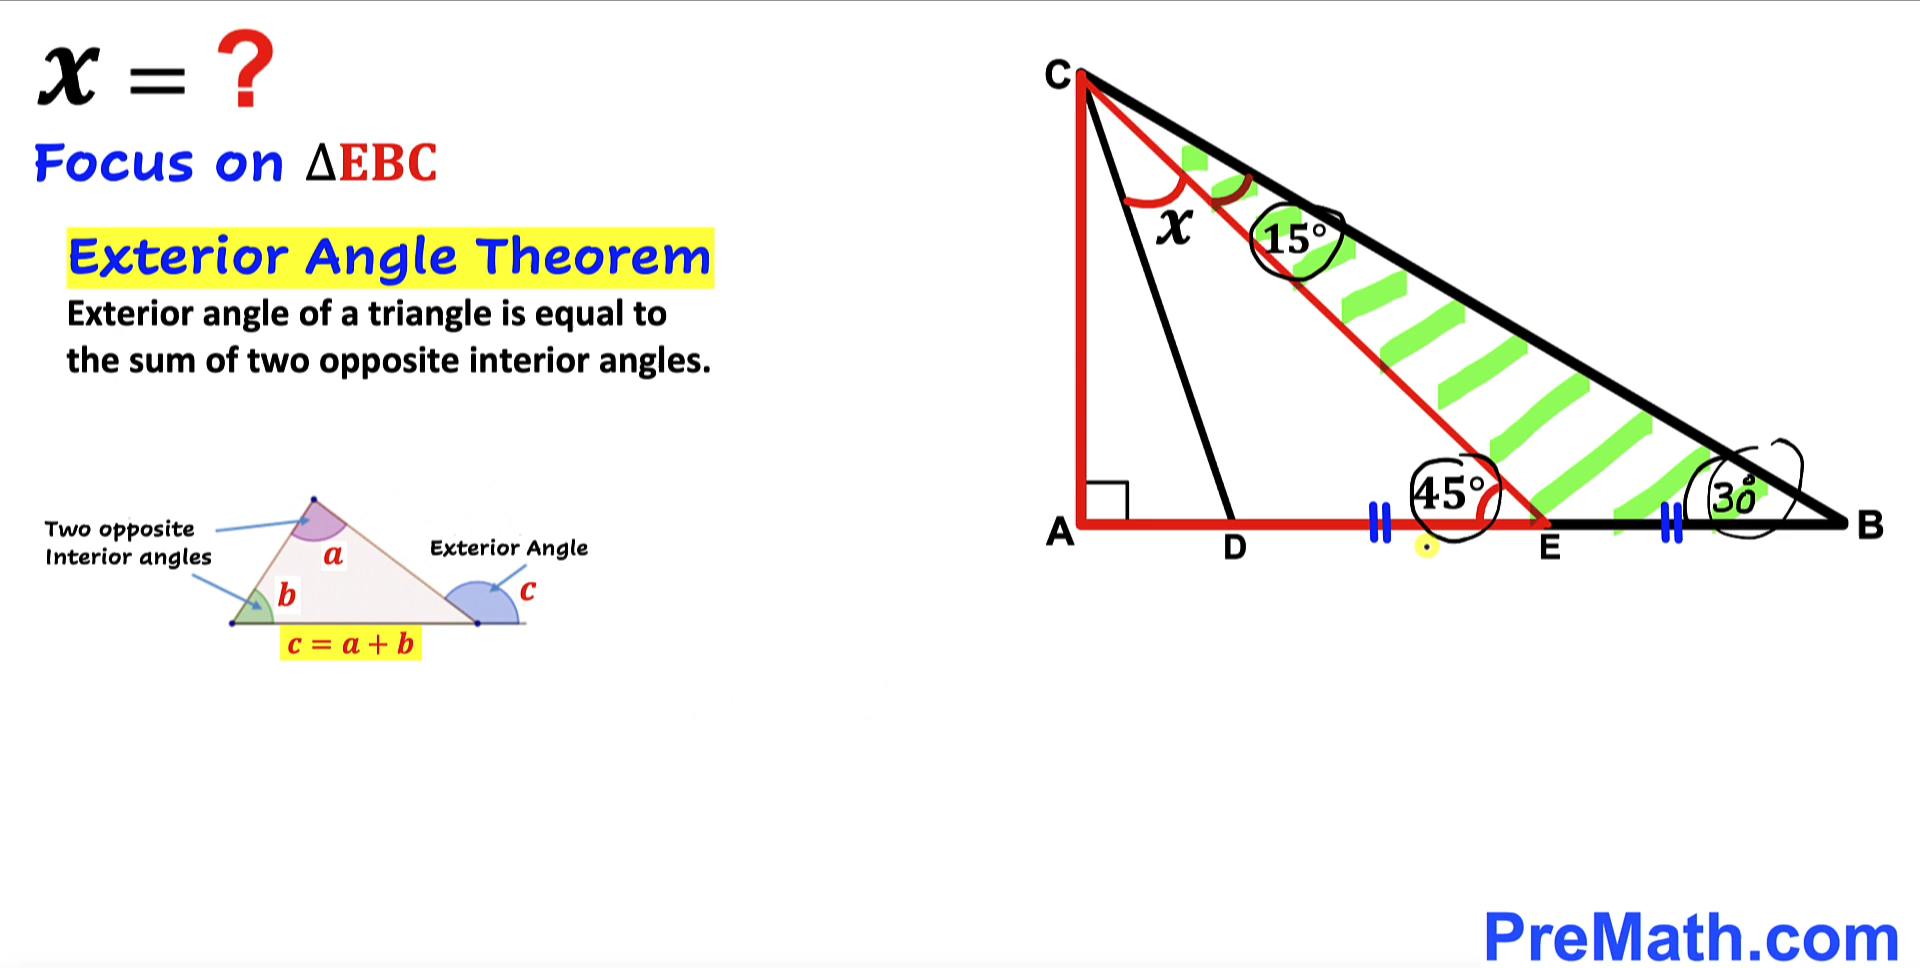 x = ?
Focus on ΔEBC
Exterior Angle Theorem
Exterior angle of a triangle is equal to
the sum of two opposite interior angles.
Two opposite
Interior angles
a
b
Exterior Angle
c
c = a + b
C
x
15°
45°
30°
A
D
E
B
PreMath.com